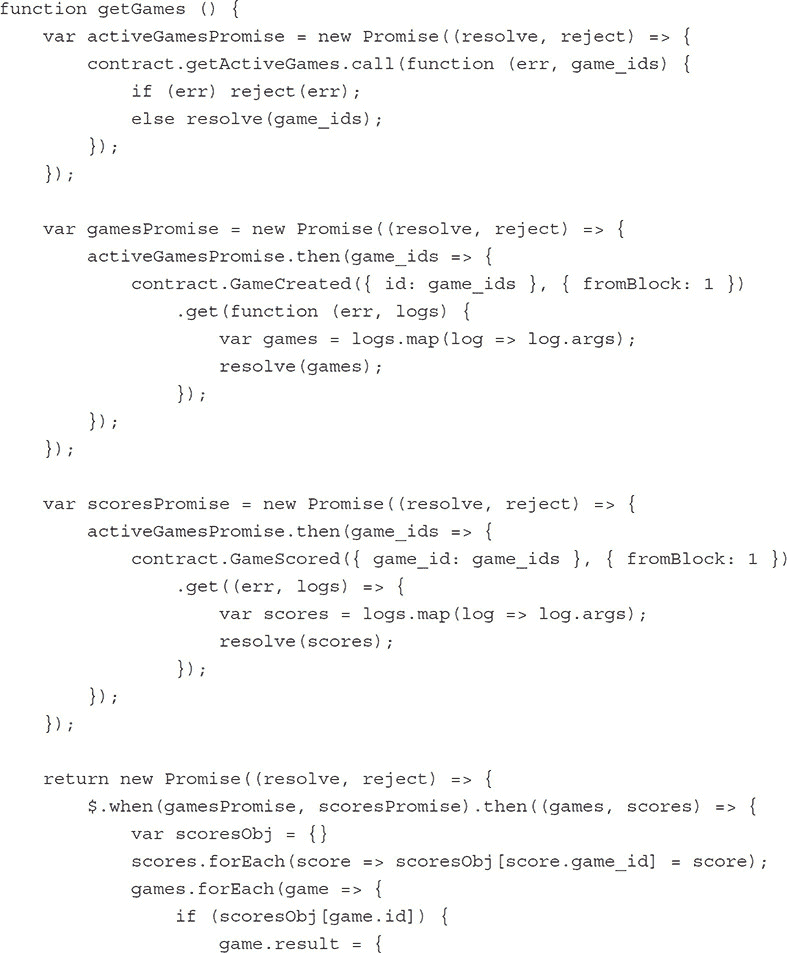 function getGames () {
    var activeGamesPromise = new Promise((resolve, reject) => {
        contract.getActiveGames.call(function (err, game_ids) {
            if (err) reject(err);
            else resolve(game_ids);
        });
    });

    var gamesPromise = new Promise((resolve, reject) => {
        activeGamesPromise.then(game_ids => {
            contract.GameCreated({ id: game_ids }, { fromBlock: 1 })
                .get(function (err, logs) {
                    var games = logs.map(log => log.args);
                    resolve(games);
                });
        });
    });

    var scoresPromise = new Promise((resolve, reject) => {
        activeGamesPromise.then(game_ids => {
            contract.GameScored({ game_id: game_ids }, { fromBlock: 1 })
                .get((err, logs) => {
                    var scores = logs.map(log => log.args);
                    resolve(scores);
                });
        });
    });

    return new Promise((resolve, reject) => {
        $.when(gamesPromise, scoresPromise).then((games, scores) => {
            var scoresObj = {}
            scores.forEach(score => scoresObj[score.game_id] = score);
            games.forEach(game => {
                if (scoresObj[game.id]) {
                    game.result = {